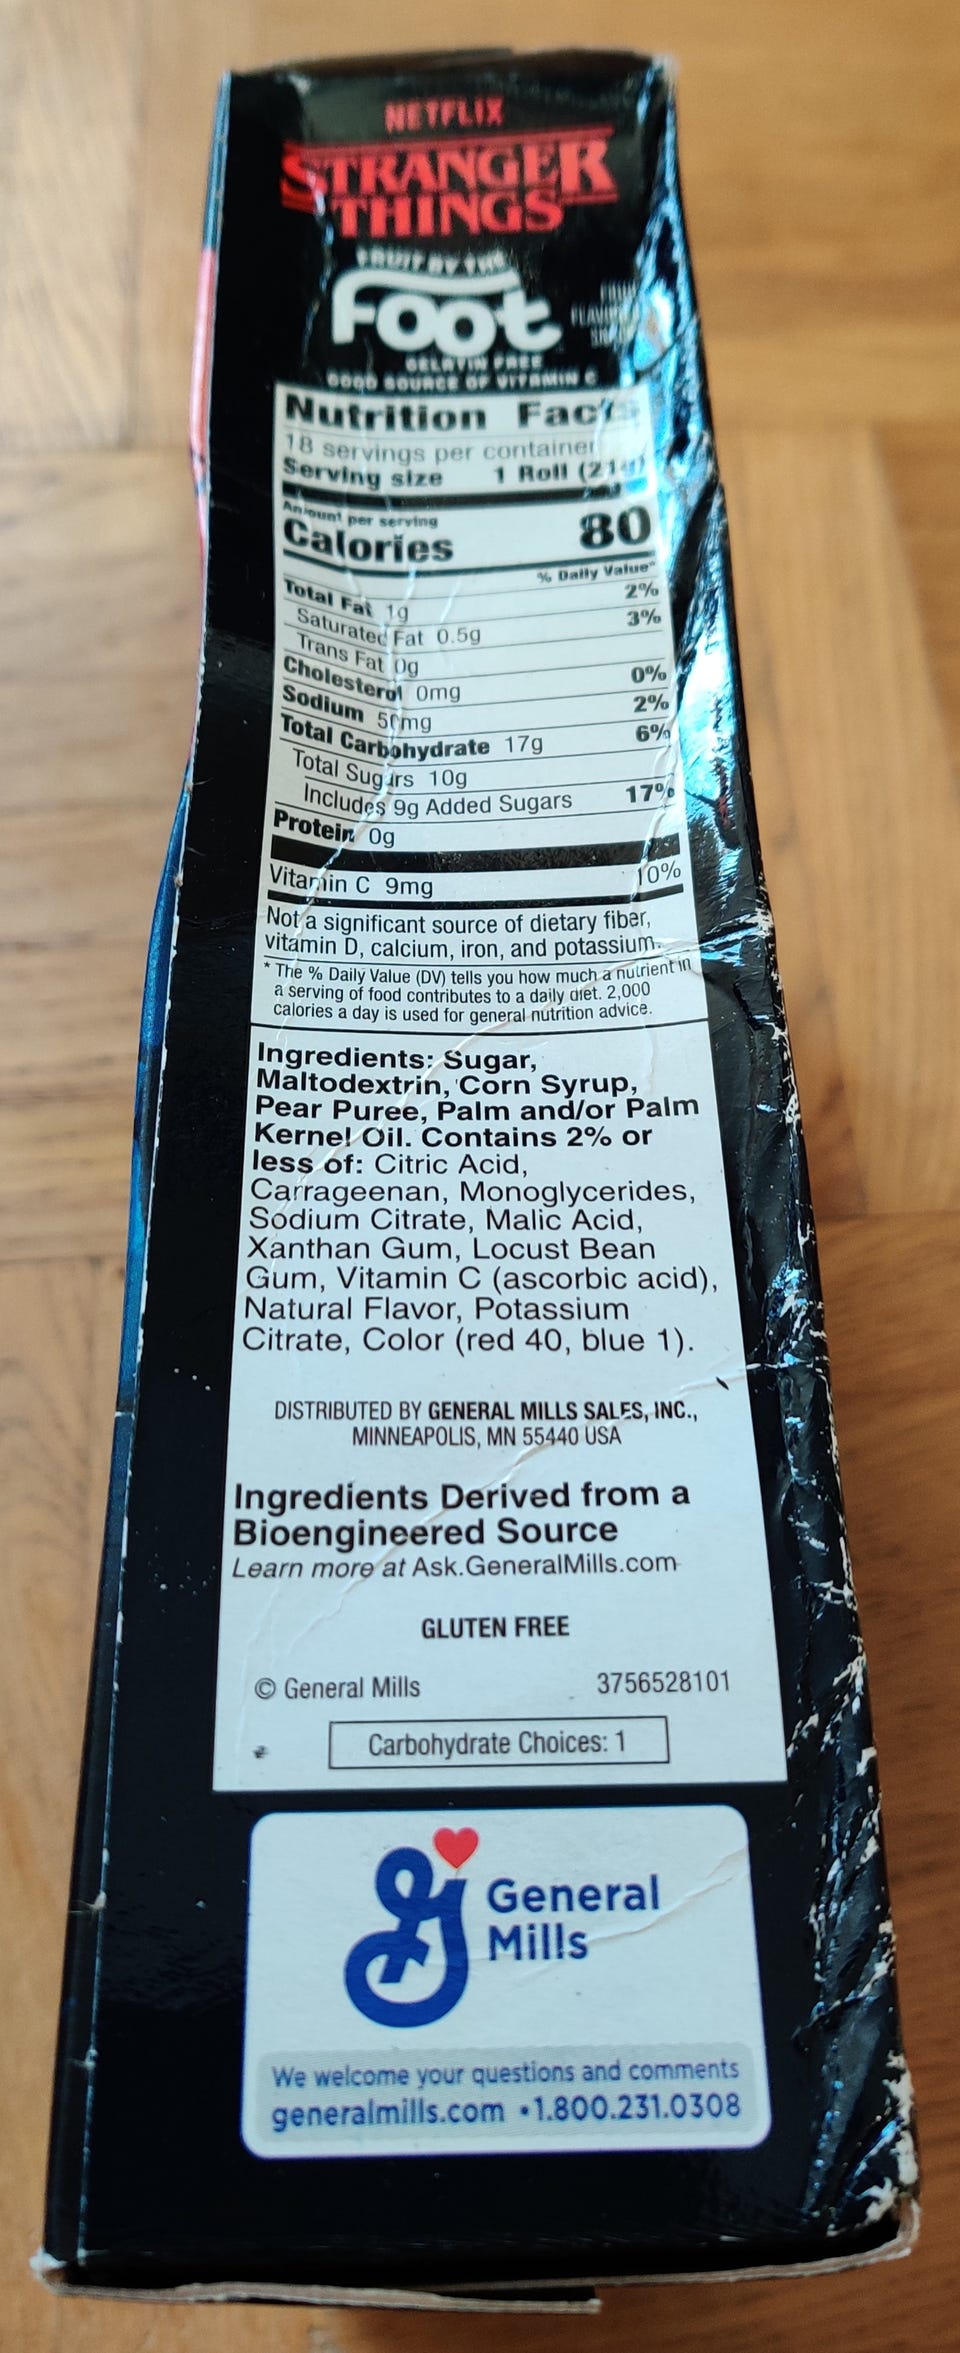 NETFLIX
STRANGER
THINGS
FRUIT BY THE
Foot
GELATIN FREE
GOOD SOURCE OF VITAMIN C
Nutrition Facts
18 servings per container
Serving size 1 Roll (21g)
Amount per serving
Calories 80
% Daily Value*
Total Fat 1g 2%
Saturated Fat 0.5g 3%
Trans Fat 0g
Cholesterol 0mg 0%
Sodium 50mg 2%
Total Carbohydrate 17g 6%
Total Sugars 10g
Includes 9g Added Sugars 17%
Protein 0g
Vitamin C 9mg 10%
Not a significant source of dietary fiber,
vitamin D, calcium, iron, and potassium.
* The % Daily Value (DV) tells you how much a nutrient in
a serving of food contributes to a daily diet. 2,000
calories a day is used for general nutrition advice.
Ingredients: Sugar,
Maltodextrin, Corn Syrup,
Pear Puree, Palm and/or Palm
Kernel Oil. Contains 2% or
less of: Citric Acid,
Carrageenan, Monoglycerides,
Sodium Citrate, Malic Acid,
Xanthan Gum, Locust Bean
Gum, Vitamin C (ascorbic acid),
Natural Flavor, Potassium
Citrate, Color (red 40, blue 1).
DISTRIBUTED BY GENERAL MILLS SALES, INC.,
MINNEAPOLIS, MN 55440 USA
Ingredients Derived from a
Bioengineered Source
Learn more at Ask.GeneralMills.com
GLUTEN FREE
© General Mills 3756528101
Carbohydrate Choices: 1
General
Mills
We welcome your questions and comments
generalmills.com •1.800.231.0308